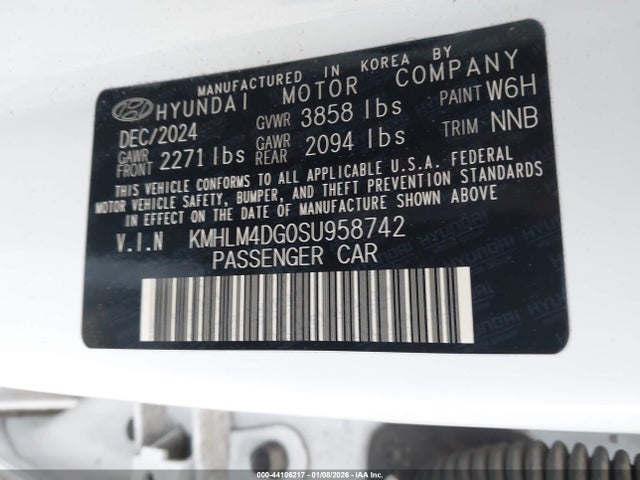 MANUFACTURED IN KOREA BY
HYUNDAI MOTOR COMPANY
DEC/2024 GVWR 3858 lbs PAINT W6H
GAWR FRONT 2271 lbs GAWR REAR 2094 lbs TRIM NNB
THIS VEHICLE CONFORMS TO ALL APPLICABLE U.S.A. FEDERAL
MOTOR VEHICLE SAFETY, BUMPER, AND THEFT PREVENTION STANDARDS
IN EFFECT ON THE DATE OF MANUFACTURE SHOWN ABOVE
V.I.N KMHLM4DG0SU958742
PASSENGER CAR
HYUNDAI
000-44106217 - 01/08/2026 - IAA Inc.